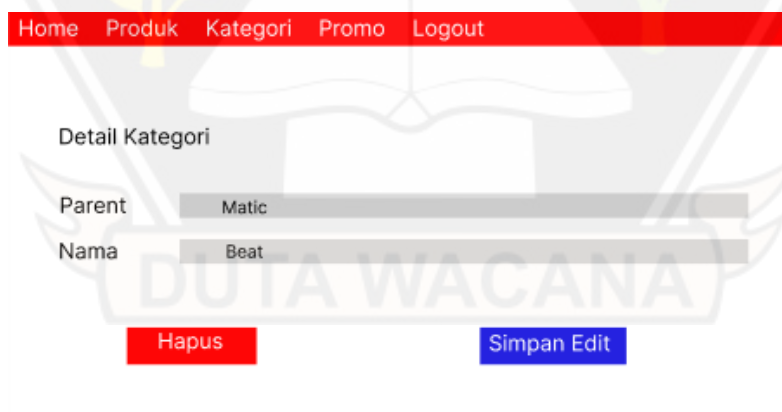 Home Produk Kategori Promo Logout
Detail Kategori
Parent Matic
Nama Beat
DUTA WACANA
Hapus Simpan Edit